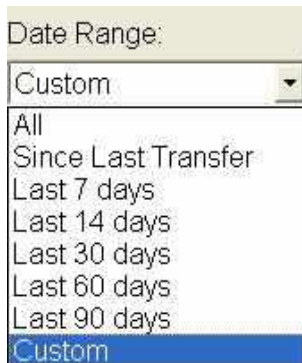 Date Range:
Custom
All
Since Last Transfer
Last 7 days
Last 14 days
Last 30 days
Last 60 days
Last 90 days
Custom